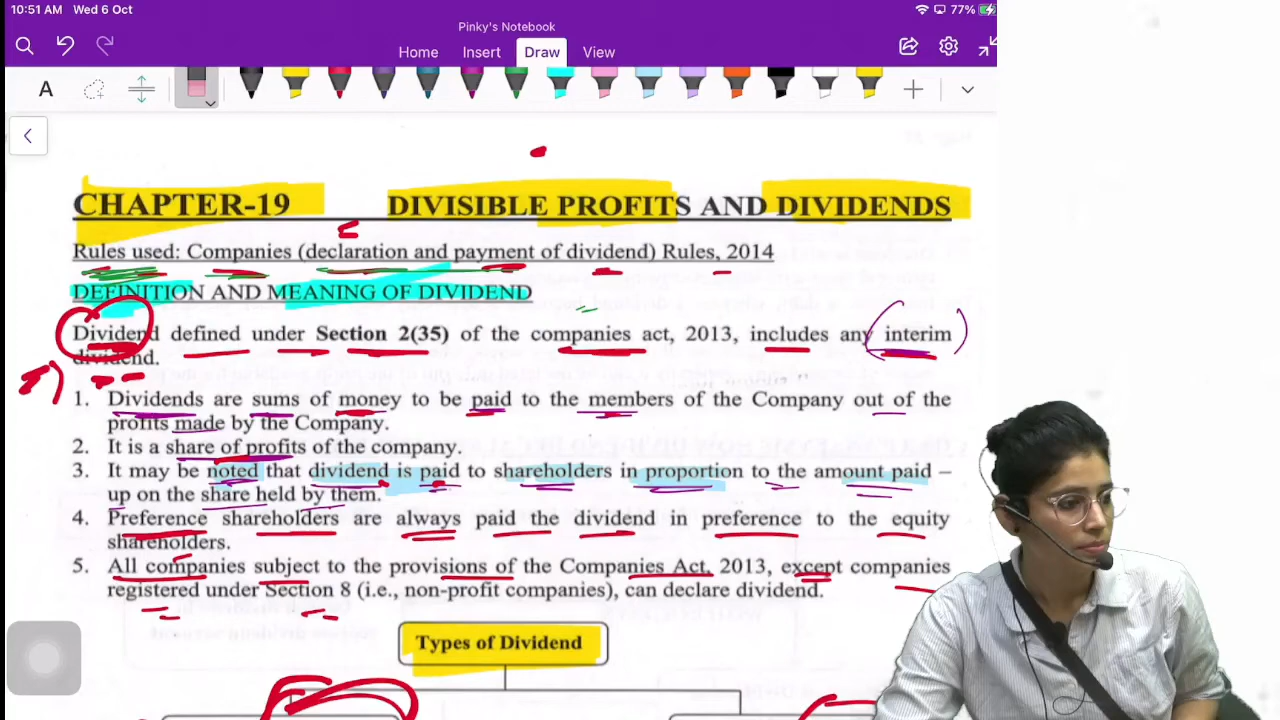 10:51 AM Wed 6 Oct
77%
Pinky's Notebook
Home Insert Draw View
A
CHAPTER-19 DIVISIBLE PROFITS AND DIVIDENDS
Rules used: Companies (declaration and payment of dividend) Rules, 2014
DEFINITION AND MEANING OF DIVIDEND
Dividend defined under Section 2(35) of the companies act, 2013, includes any interim
dividend.
1. Dividends are sums of money to be paid to the members of the Company out of the
profits made by the Company.
2. It is share of profits of the company.
3. It may be noted that dividend is paid to shareholders in proportion to the amount paid –
up on the share held by them.
4. Preference shareholders are always paid the dividend in preference to the equity
shareholders.
5. All companies subject to the provisions of the Companies Act, 2013, except companies
registered under Section 8 (i.e., non-profit companies), can declare dividend.
Types of Dividend